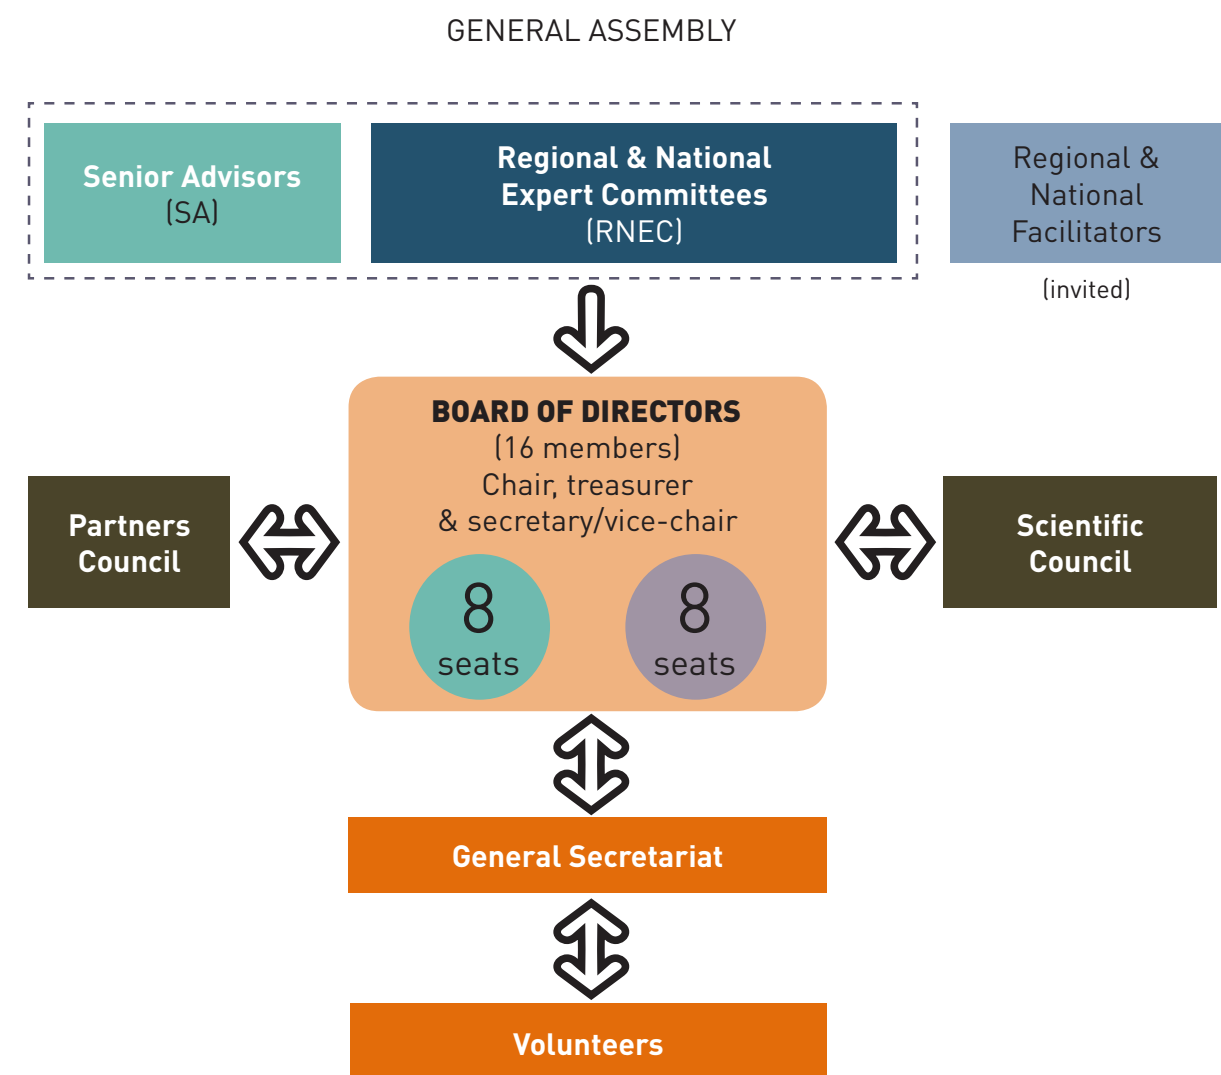 GENERAL ASSEMBLY
Senior Advisors
(SA)
Regional & National
Expert Committees
(RNEC)
Regional &
National
Facilitators
(invited)
BOARD OF DIRECTORS
(16 members)
Chair, treasurer
& secretary/vice-chair
8
seats
8
seats
Partners
Council
Scientific
Council
General Secretariat
Volunteers